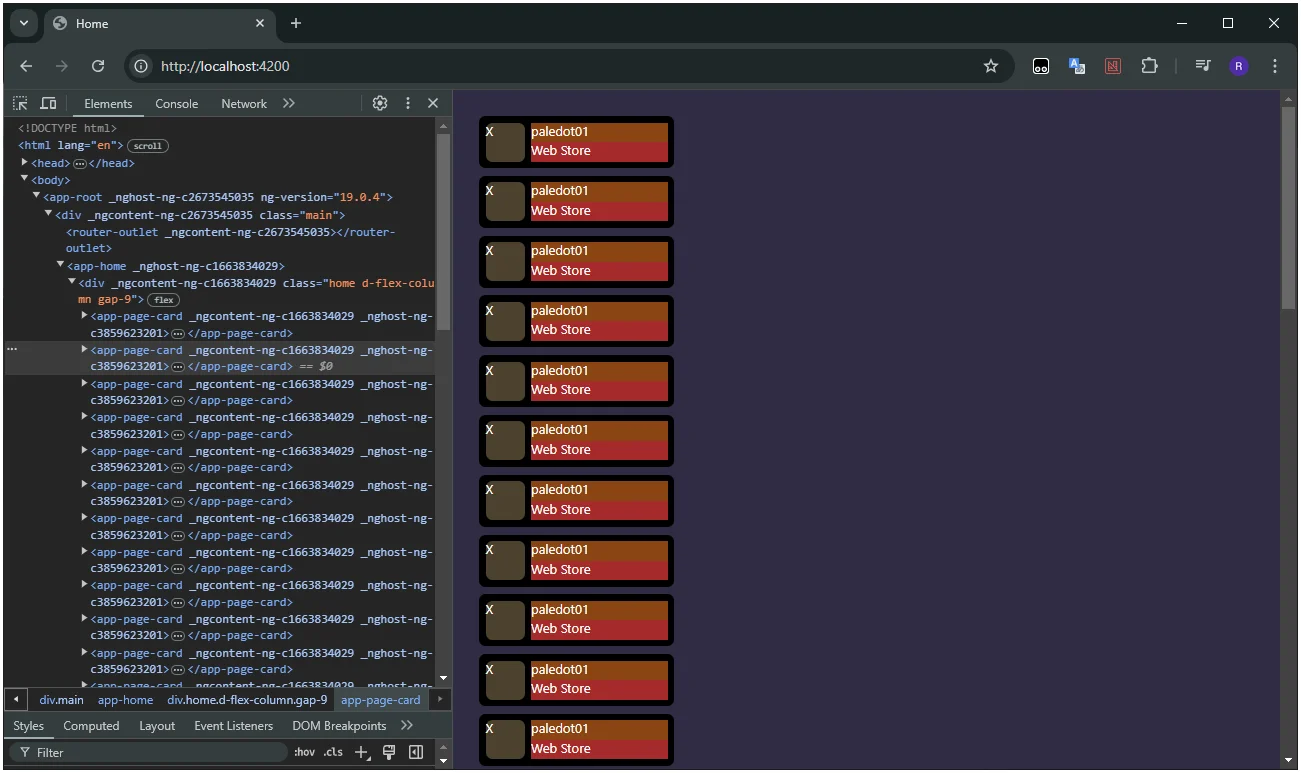 Home
http://localhost:4200
R
Elements Console Network
<!DOCTYPE html>
<html lang="en"> scroll
<head> </head>
<body>
<app-root _nghost-ng-c2673545035 ng-version="19.0.4">
<div _ngcontent-ng-c2673545035 class="main">
<router-outlet _ngcontent-ng-c2673545035></router-
outlet>
<app-home _nghost-ng-c1663834029>
<div _ngcontent-ng-c1663834029 class="home d-flex-colu
mn gap-9"> flex
<app-page-card _ngcontent-ng-c1663834029 _nghost-ng-
c3859623201> </app-page-card>
<app-page-card _ngcontent-ng-c1663834029 _nghost-ng-
c3859623201> </app-page-card> == $0
<app-page-card _ngcontent-ng-c1663834029 _nghost-ng-
c3859623201> </app-page-card>
<app-page-card _ngcontent-ng-c1663834029 _nghost-ng-
c3859623201> </app-page-card>
<app-page-card _ngcontent-ng-c1663834029 _nghost-ng-
c3859623201> </app-page-card>
<app-page-card _ngcontent-ng-c1663834029 _nghost-ng-
c3859623201> </app-page-card>
<app-page-card _ngcontent-ng-c1663834029 _nghost-ng-
c3859623201> </app-page-card>
<app-page-card _ngcontent-ng-c1663834029 _nghost-ng-
c3859623201> </app-page-card>
<app-page-card _ngcontent-ng-c1663834029 _nghost-ng-
c3859623201> </app-page-card>
<app-page-card _ngcontent-ng-c1663834029 _nghost-ng-
c3859623201> </app-page-card>
<app-page-card _ngcontent-ng-c1663834029 _nghost-ng-
c3859623201> </app-page-card>
<app-page-card _ngcontent-ng-c1663834029 _nghost-ng-
div.main app-home div.home.d-flex-column.gap-9 app-page-card
Styles Computed Layout Event Listeners DOM Breakpoints
Filter :hov .cls
X paledot01
Web Store
X paledot01
Web Store
X paledot01
Web Store
X paledot01
Web Store
X paledot01
Web Store
X paledot01
Web Store
X paledot01
Web Store
X paledot01
Web Store
X paledot01
Web Store
X paledot01
Web Store
X paledot01
Web Store